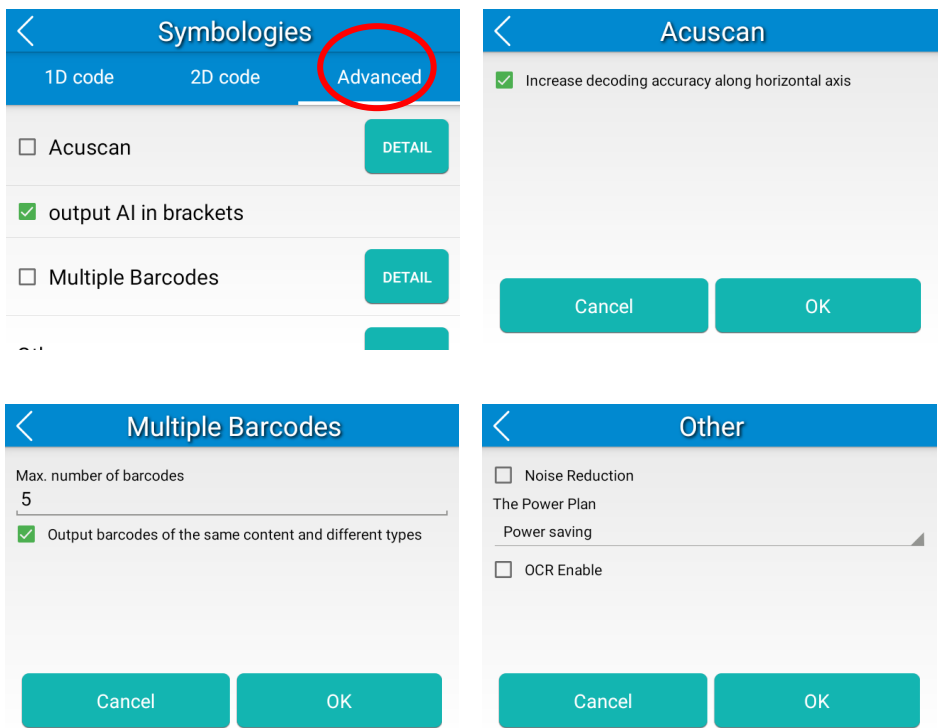 Symbologies
1D code 2D code Advanced
Acuscan DETAIL
output AI in brackets
Multiple Barcodes DETAIL
Acuscan
Increase decoding accuracy along horizontal axis
Cancel OK
Multiple Barcodes
Max. number of barcodes
5
Output barcodes of the same content and different types
Cancel OK
Other
Noise Reduction
The Power Plan
Power saving
OCR Enable
Cancel OK